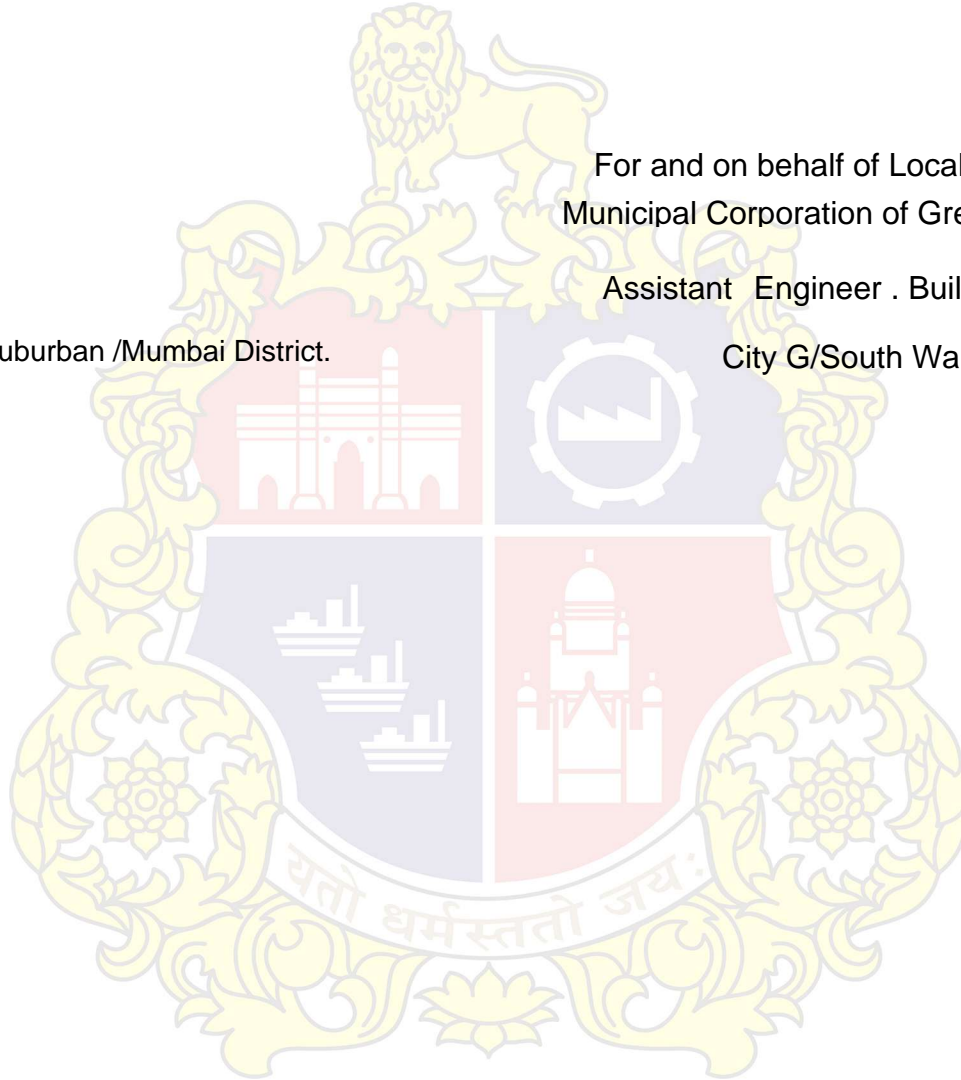 For and on behalf of Local
Municipal Corporation of Gre
Assistant Engineer . Buil
uburban /Mumbai District.
City G/South Wa
यतो धर्मस्ततो जय: